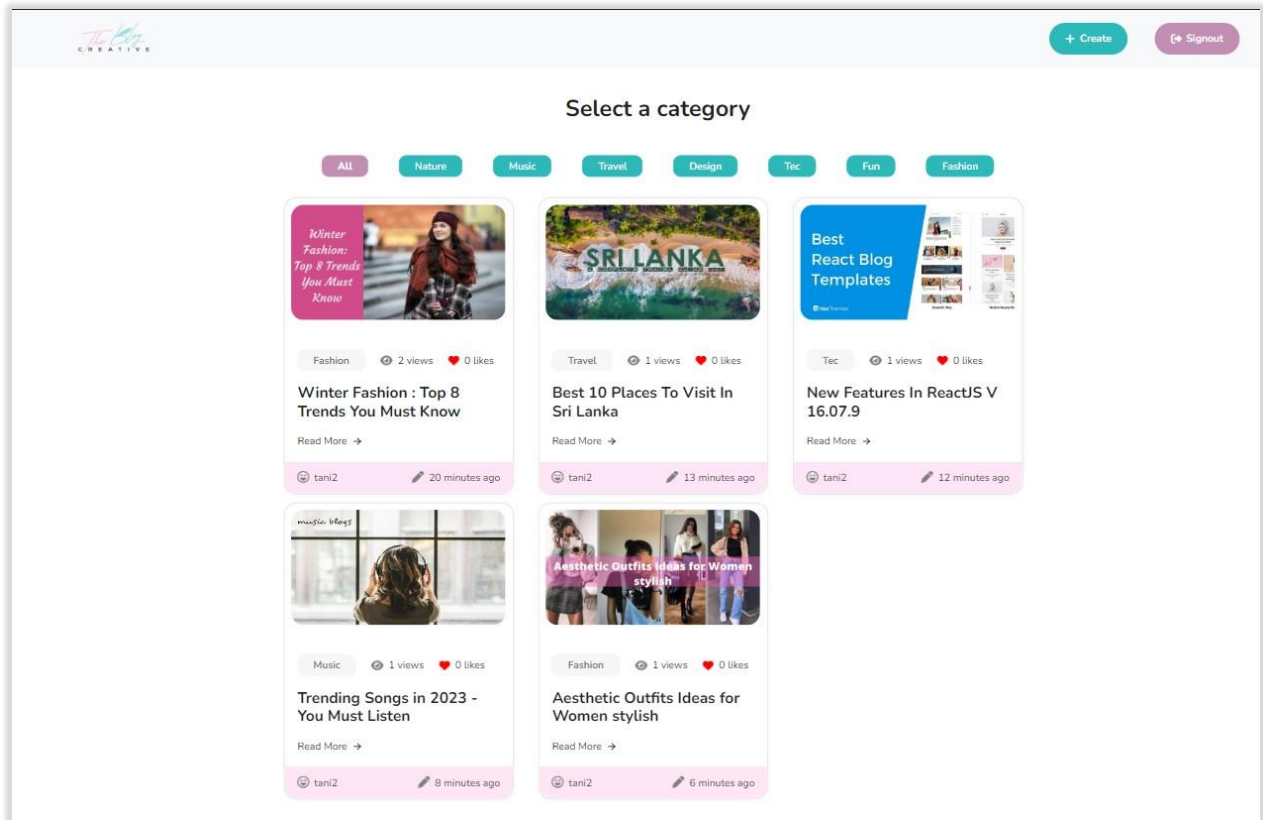 The Blog
CREATIVE
+ Create
Signout
Select a category
All
Nature
Music
Travel
Design
Tec
Fun
Fashion
Winter
Fashion:
Top 8 Trends
You Must
Know
SRI LANKA
Best
React Blog
Templates
Fashion
2 views
0 likes
Winter Fashion : Top 8
Trends You Must Know
Read More →
tani2
20 minutes ago
Travel
1 views
0 likes
Best 10 Places To Visit In
Sri Lanka
Read More →
tani2
13 minutes ago
Tec
1 views
0 likes
New Features In ReactJS V
16.07.9
Read More →
tani2
12 minutes ago
music blogs
Aesthetic Outfits Ideas for Women
stylish
Music
1 views
0 likes
Trending Songs in 2023 -
You Must Listen
Read More →
tani2
8 minutes ago
Fashion
1 views
0 likes
Aesthetic Outfits Ideas for
Women stylish
Read More →
tani2
6 minutes ago